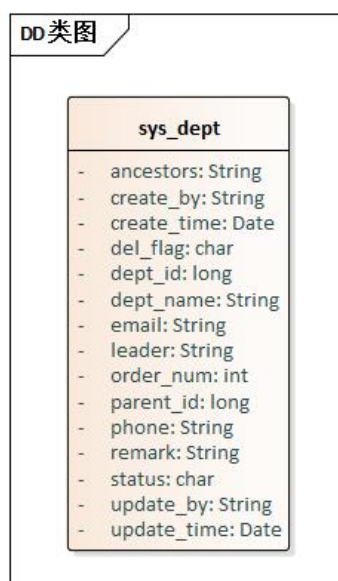 DD类图
sys_dept
- ancestors: String
- create_by: String
- create_time: Date
- del_flag: char
- dept_id: long
- dept_name: String
- email: String
- leader: String
- order_num: int
- parent_id: long
- phone: String
- remark: String
- status: char
- update_by: String
- update_time: Date